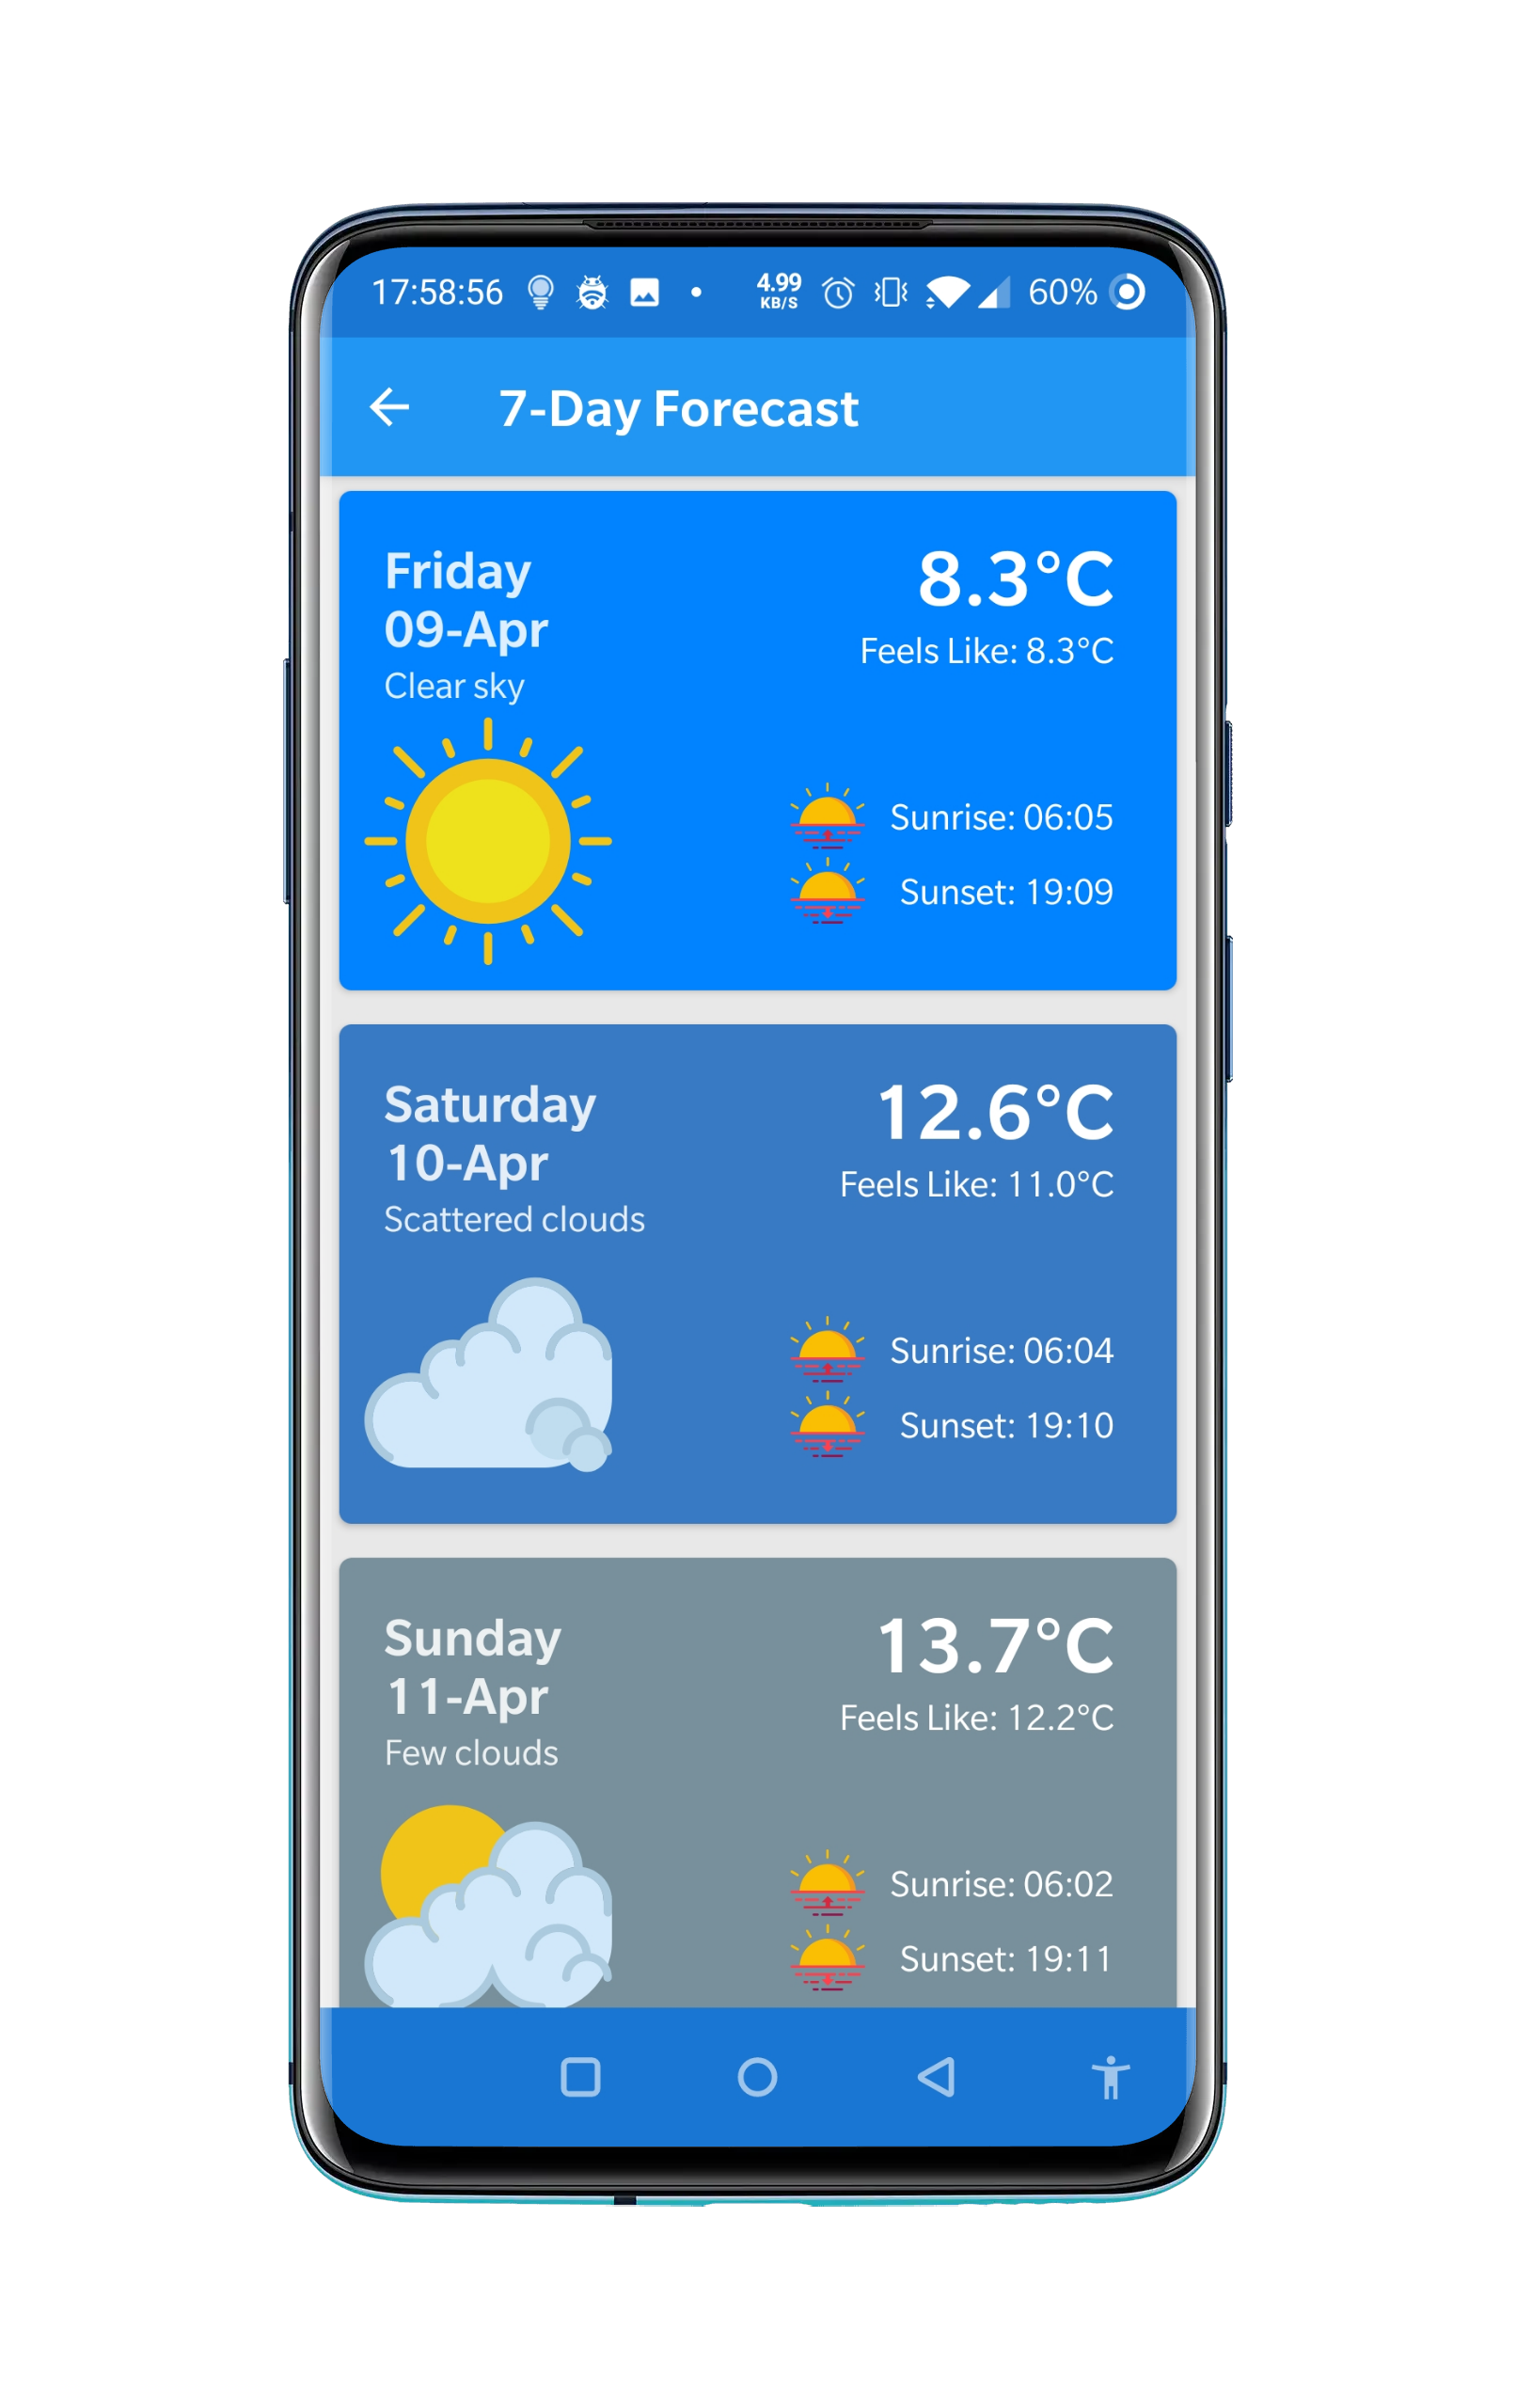 17:58:56 4.99 KB/S 60%
7-Day Forecast
Friday
09-Apr
Clear sky
8.3°C
Feels Like: 8.3°C
Sunrise: 06:05
Sunset: 19:09
Saturday
10-Apr
Scattered clouds
12.6°C
Feels Like: 11.0°C
Sunrise: 06:04
Sunset: 19:10
Sunday
11-Apr
Few clouds
13.7°C
Feels Like: 12.2°C
Sunrise: 06:02
Sunset: 19:11